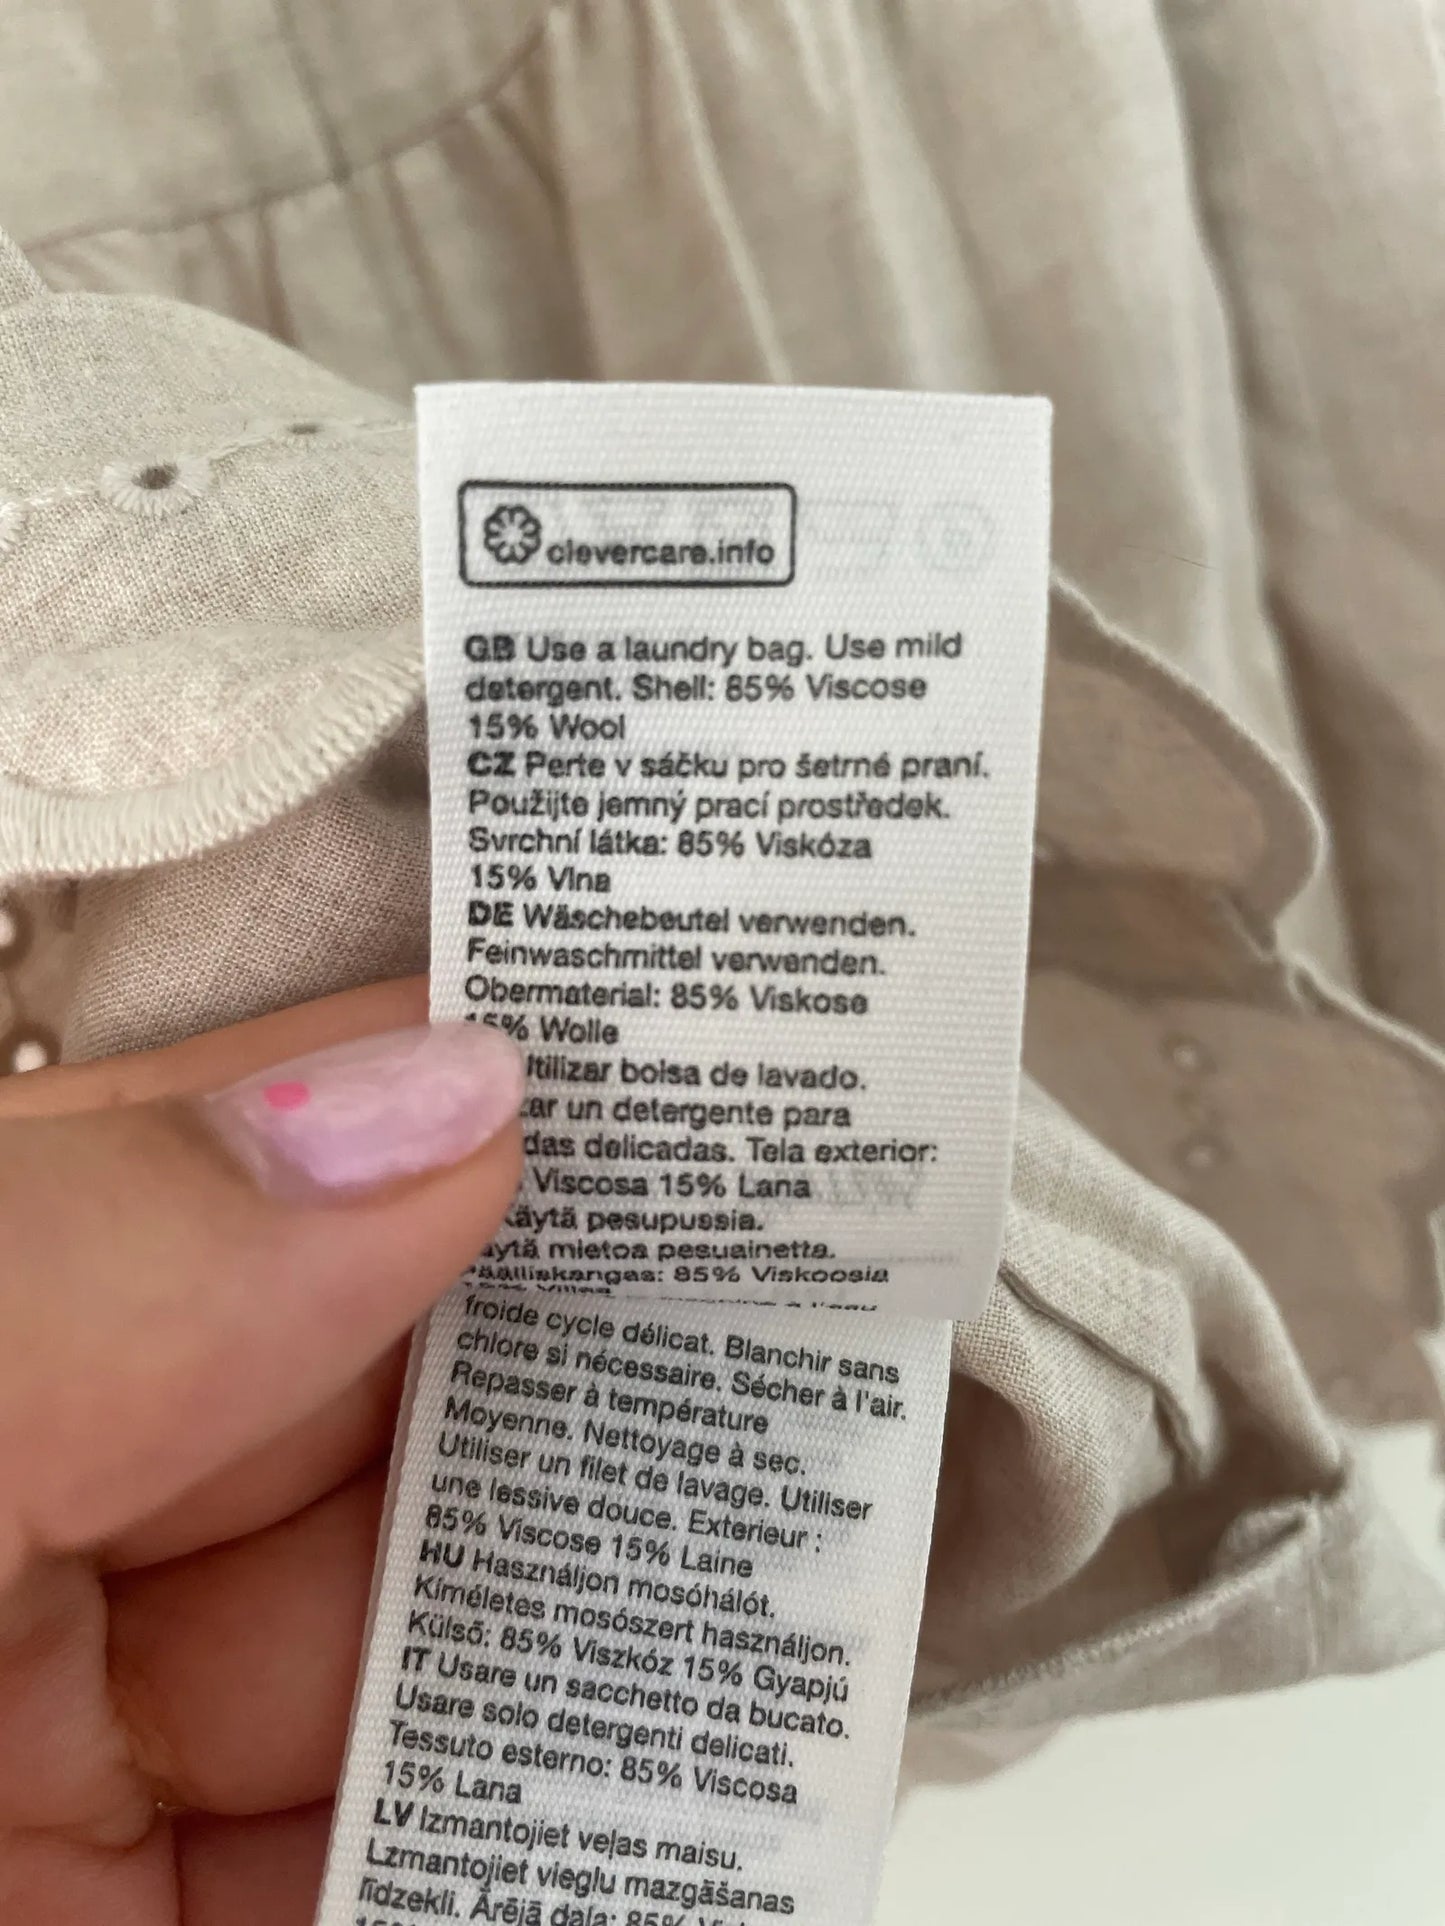 clevercare.info
GB Use a laundry bag. Use mild
detergent. Shell: 85% Viscose
15% Wool
CZ Perte v sáčku pro šetrné praní.
Použijte jemný prací prostředek.
Svrchní látka: 85% Viskóza
15% Vlna
DE Wäschebeutel verwenden.
Feinwaschmittel verwenden.
Obermaterial: 85% Viskose
15% Wolle
bolsa de lavado.
un detergente para
delicadas. Tela exterior:
Viscosa 15% Lana
pesupussia.
mietoa pesuainetta.
Päälliskangas: 85% Viskoosia
froide cycle délicat. Blanchir sans
chlore si nécessaire. Sécher à l'air.
Repasser à température
Moyenne. Nettoyage à sec.
Utiliser un filet de lavage. Utiliser
une lessive douce. Exterieur :
85% Viscose 15% Laine
HU Használjon mosóhálót.
Kíméletes mosószert használjon.
Külső: 85% Viszkóz 15% Gyapjú
IT Usare un sacchetto da bucato.
Usare solo detergenti delicati.
Tessuto esterno: 85% Viscosa
15% Lana
LV Izmantojiet veļas maisu.
Lzmantojiet vieglu mazgāšanas
līdzekli. Ārējā daļa: 85%